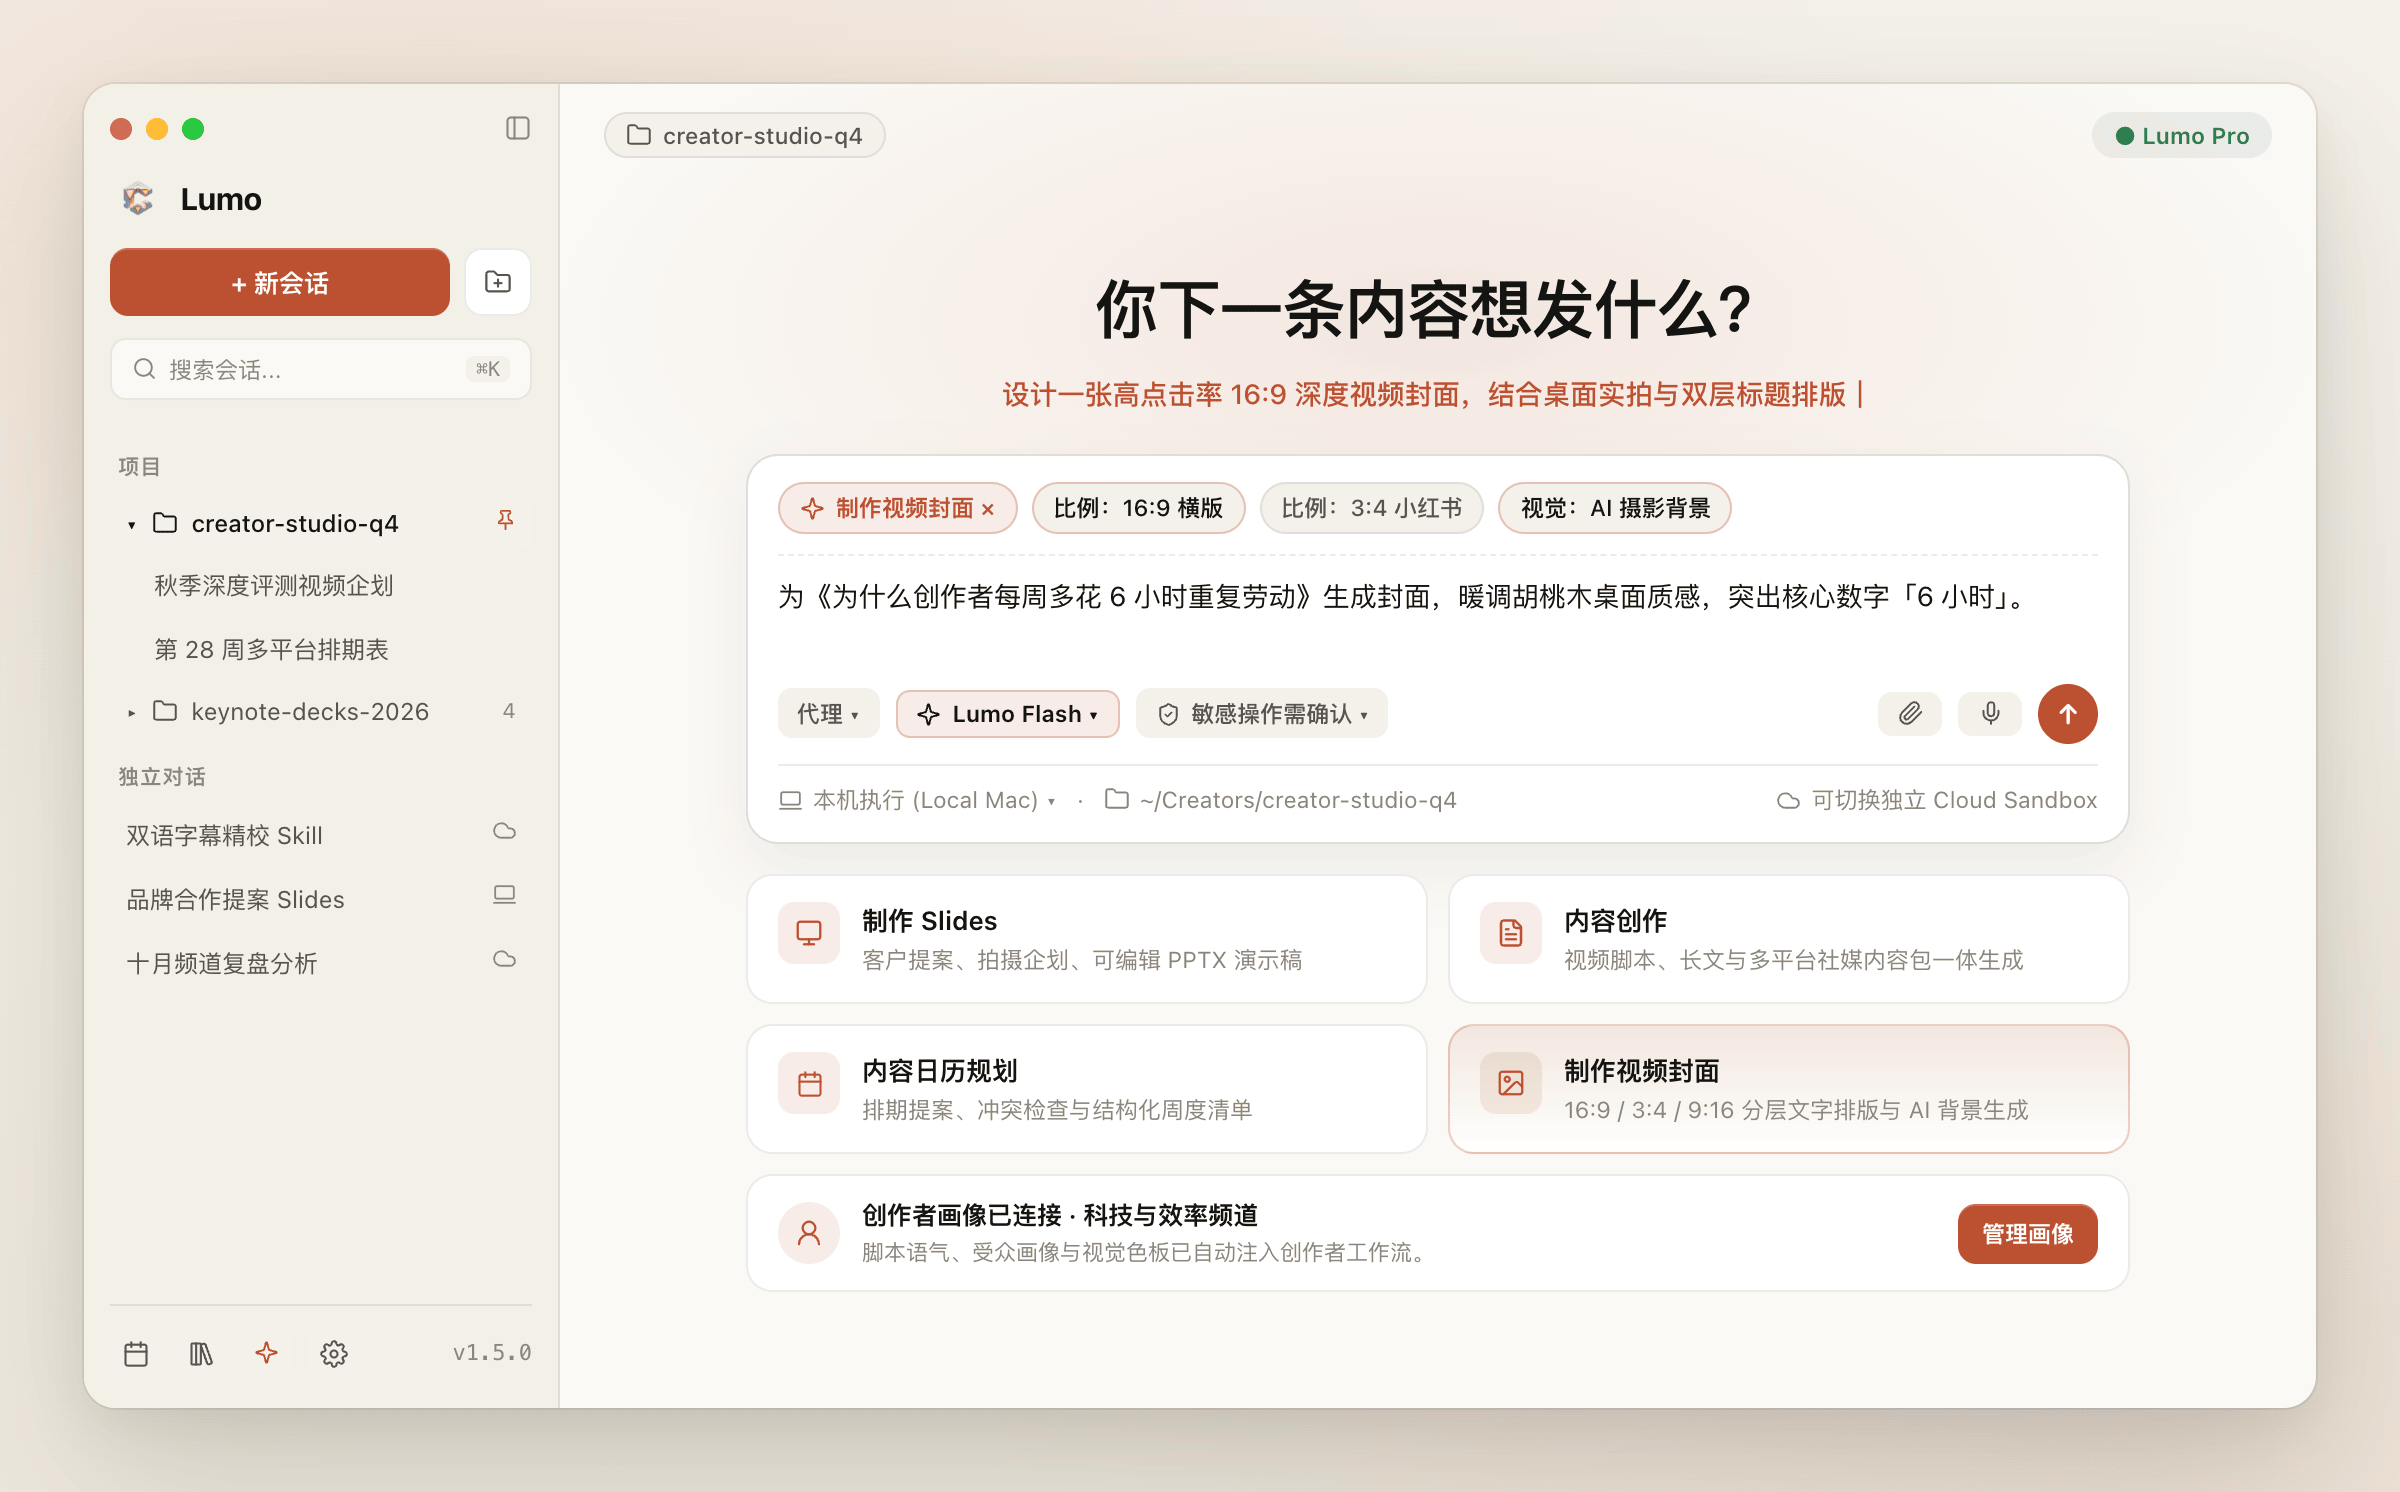 Lumo
+ 新会话
搜索会话... ⌘K
项目
creator-studio-q4
秋季深度评测视频企划
第 28 周多平台排期表
keynote-decks-2026 4
独立对话
双语字幕精校 Skill
品牌合作提案 Slides
十月频道复盘分析
v1.5.0
creator-studio-q4
Lumo Pro
你下一条内容想发什么?
设计一张高点击率 16:9 深度视频封面，结合桌面实拍与双层标题排版
制作视频封面 × 比例：16:9 横版 比例：3:4 小红书 视觉：AI 摄影背景
为《为什么创作者每周多花 6 小时重复劳动》生成封面，暖调胡桃木桌面质感，突出核心数字「6 小时」。
代理 Lumo Flash 敏感操作需确认
本机执行 (Local Mac) · ~/Creators/creator-studio-q4 可切换独立 Cloud Sandbox
制作 Slides
客户提案、拍摄企划、可编辑 PPTX 演示稿
内容创作
视频脚本、长文与多平台社媒内容包一体生成
内容日历规划
排期提案、冲突检查与结构化周度清单
制作视频封面
16:9 / 3:4 / 9:16 分层文字排版与 AI 背景生成
创作者画像已连接 · 科技与效率频道
脚本语气、受众画像与视觉色板已自动注入创作者工作流。
管理画像